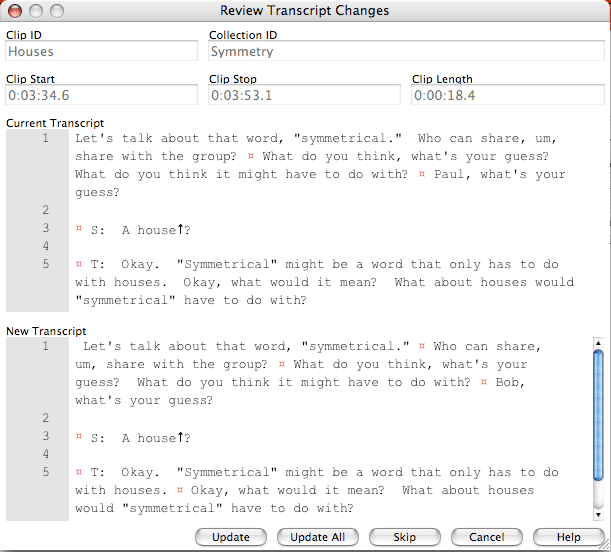 Review Transcript Changes
Clip ID
Collection ID
Houses
Symmetry
Clip Start
Clip Stop
Clip Length
0:03:34.6
0:03:53.1
0:00:18.4
Current Transcript
1 Let's talk about that word, "symmetrical."  Who can share, um,
share with the group? ¤ What do you think, what's your guess?
What do you think it might have to do with? ¤ Paul, what's your
guess?
2
3 ¤ S:  A house↑?
4
5 ¤ T:  Okay.  "Symmetrical" might be a word that only has to do
with houses.  Okay, what would it mean?  What about houses would
"symmetrical" have to do with?
New Transcript
1 Let's talk about that word, "symmetrical." ¤ Who can share,
um, share with the group? ¤ What do you think, what's your
guess?  What do you think it might have to do with? ¤ Bob,
what's your guess?
2
3 ¤ S:  A house↑?
4
5 ¤ T:  Okay.  "Symmetrical" might be a word that only has to do
with houses. ¤ Okay, what would it mean?  What about houses
would "symmetrical" have to do with?
Update
Update All
Skip
Cancel
Help